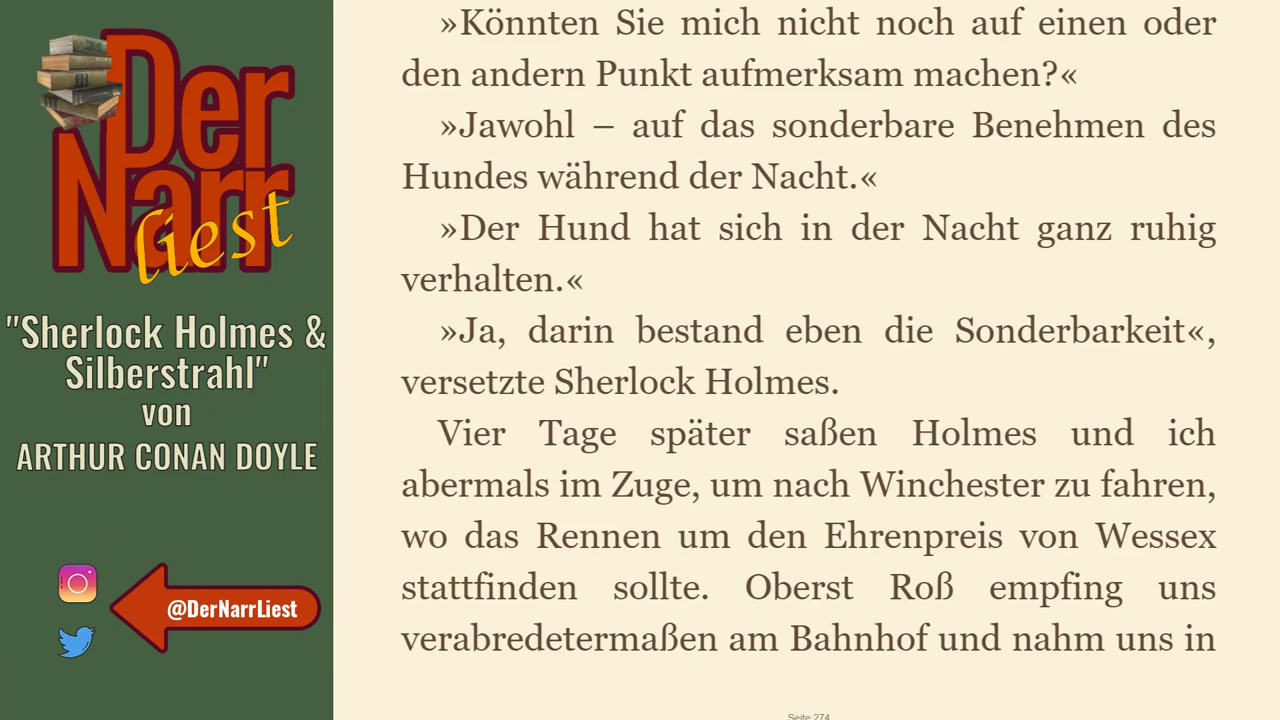 Der
Narr
liest
"Sherlock Holmes &
Silberstrahl"
von
ARTHUR CONAN DOYLE
@DerNarrLiest
»Könnten Sie mich nicht noch auf einen oder
den andern Punkt aufmerksam machen?«
»Jawohl – auf das sonderbare Benehmen des
Hundes während der Nacht.«
»Der Hund hat sich in der Nacht ganz ruhig
verhalten.«
»Ja, darin bestand eben die Sonderbarkeit«,
versetzte Sherlock Holmes.
Vier Tage später saßen Holmes und ich
abermals im Zuge, um nach Winchester zu fahren,
wo das Rennen um den Ehrenpreis von Wessex
stattfinden sollte. Oberst Roß empfing uns
verabredetermaßen am Bahnhof und nahm uns in
Seite 274